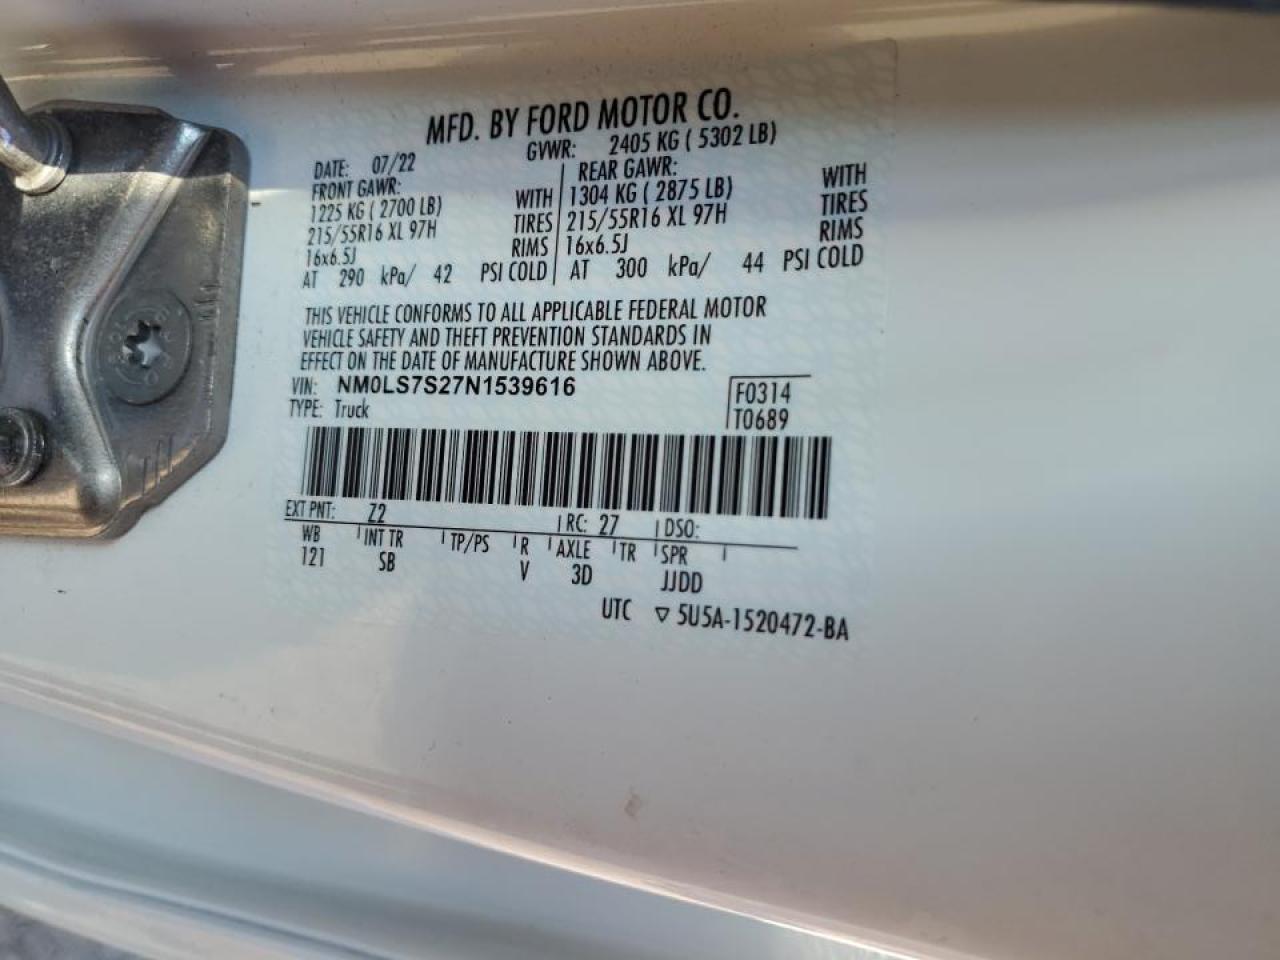 MFD. BY FORD MOTOR CO.
DATE: 07/22 GVWR: 2405 KG ( 5302 LB)
FRONT GAWR: REAR GAWR:
1225 KG ( 2700 LB) WITH 1304 KG ( 2875 LB) WITH
215/55R16 XL 97H TIRES 215/55R16 XL 97H TIRES
16x6.5J RIMS 16x6.5J RIMS
AT 290 kPa/ 42 PSI COLD AT 300 kPa/ 44 PSI COLD
THIS VEHICLE CONFORMS TO ALL APPLICABLE FEDERAL MOTOR
VEHICLE SAFETY AND THEFT PREVENTION STANDARDS IN
EFFECT ON THE DATE OF MANUFACTURE SHOWN ABOVE.
VIN: NM0LS7S27N1539616 F0314
TYPE: Truck T0689
EXT PNT: Z2 RC: 27 DSO:
WB INT TR TP/PS R AXLE TR SPR
121 SB V 3D JJDD
UTC ▽ 5U5A-1520472-BA